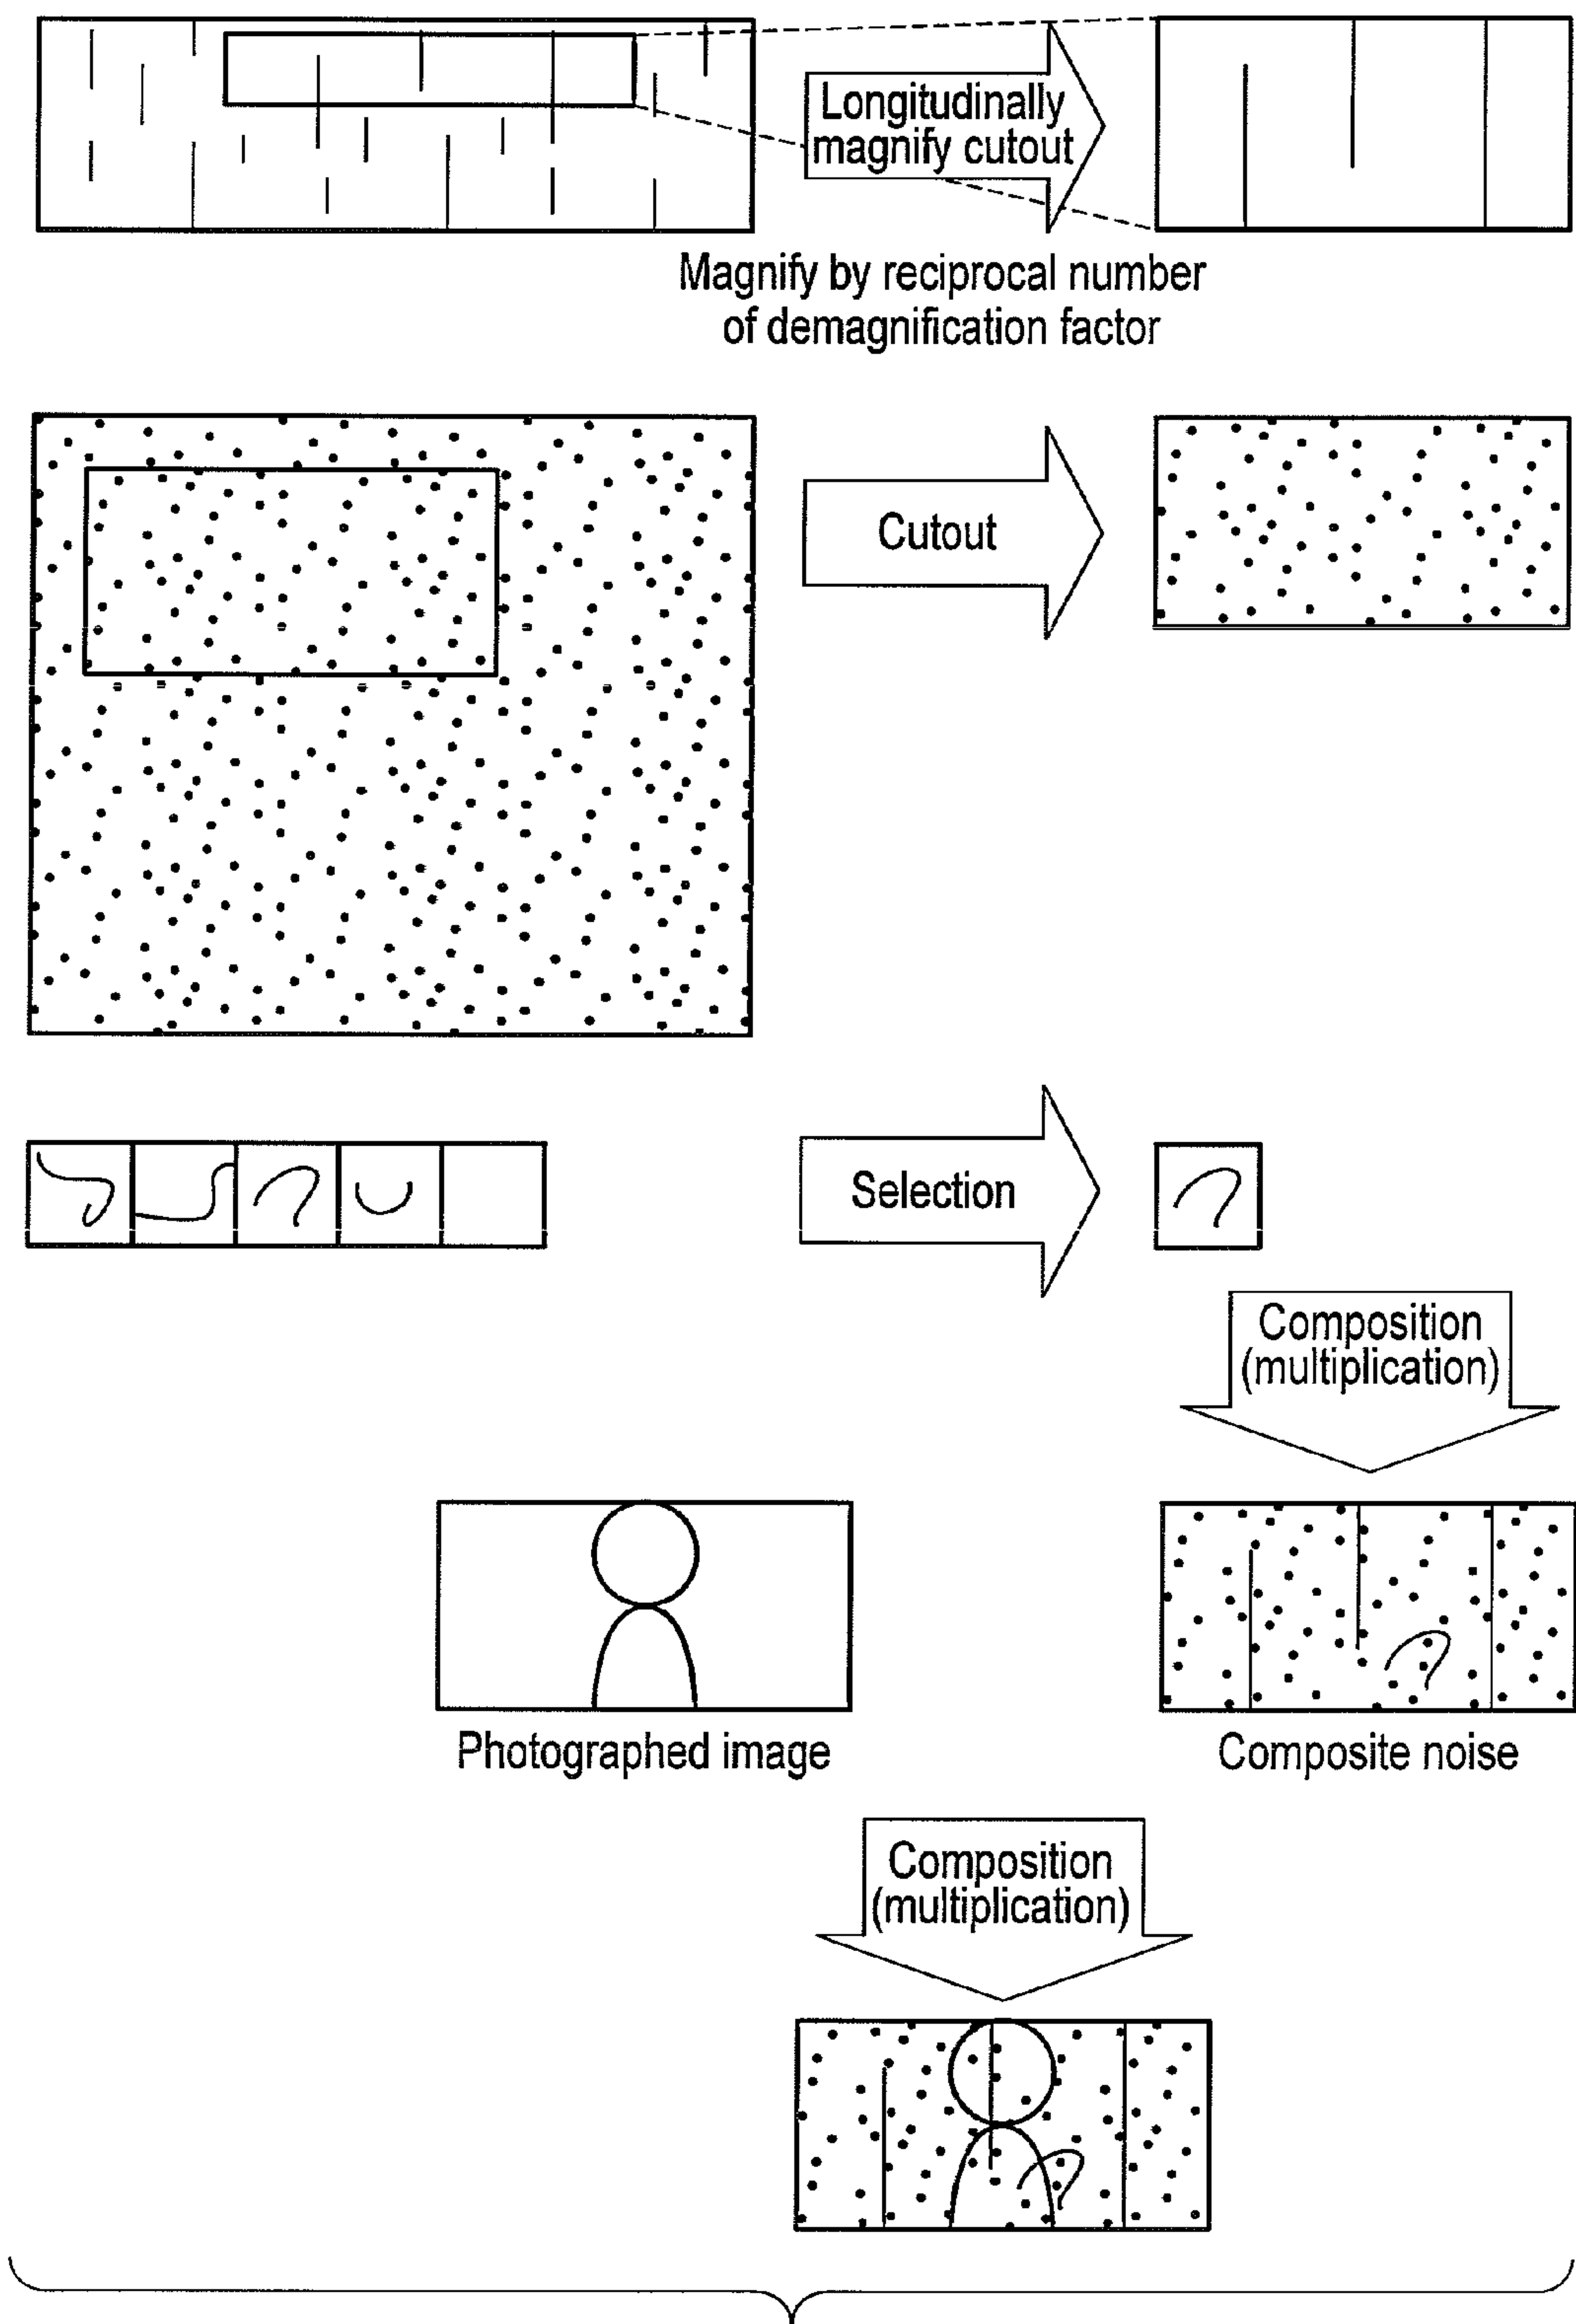 Longitudinally
magnify cutout
Magnify by reciprocal number
of demagnification factor
Cutout
Selection
Composition
(multiplication)
Photographed image
Composite noise
Composition
(multiplication)